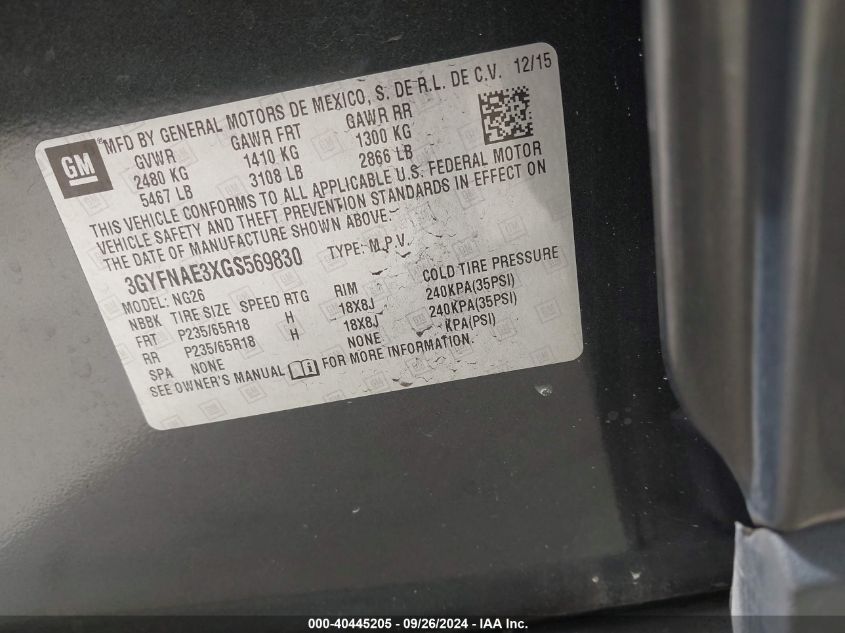 GM
®MFD BY GENERAL MOTORS DE MEXICO, S. DE R.L. DE C.V. 12/15
GVWR GAWR FRT GAWR RR
2480 KG 1410 KG 1300 KG
5467 LB 3108 LB 2866 LB
THIS VEHICLE CONFORMS TO ALL APPLICABLE U.S. FEDERAL MOTOR
VEHICLE SAFETY AND THEFT PREVENTION STANDARDS IN EFFECT ON
THE DATE OF MANUFACTURE SHOWN ABOVE.
3GYFNAE3XGS569830 TYPE: M.P.V.
MODEL: NG26
NBBK TIRE SIZE SPEED RTG RIM COLD TIRE PRESSURE
FRT P235/65R18 H 18X8J 240KPA(35PSI)
RR P235/65R18 H 18X8J 240KPA(35PSI)
SPA NONE NONE KPA(PSI)
SEE OWNER'S MANUAL FOR MORE INFORMATION.
000-40445205 - 09/26/2024 - IAA Inc.